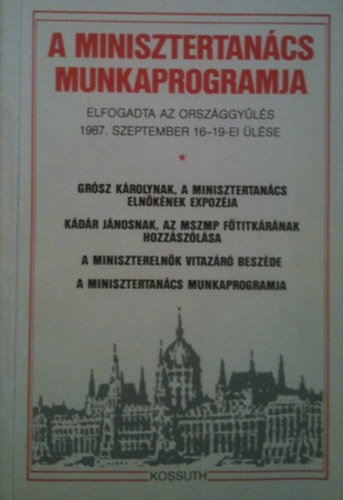 A MINISZTERTANÁCS
MUNKAPROGRAMJA
ELFOGADTA AZ ORSZÁGGYŰLÉS
1987. SZEPTEMBER 16–19-EI ÜLÉSE
*
GRÓSZ KÁROLYNAK, A MINISZTERTANÁCS
ELNÖKÉNEK EXPOZÉJA
KÁDÁR JÁNOSNAK, AZ MSZMP FŐTITKÁRÁNAK
HOZZÁSZÓLÁSA
A MINISZTERELNÖK VITAZÁRÓ BESZÉDE
A MINISZTERTANÁCS MUNKAPROGRAMJA
KOSSUTH